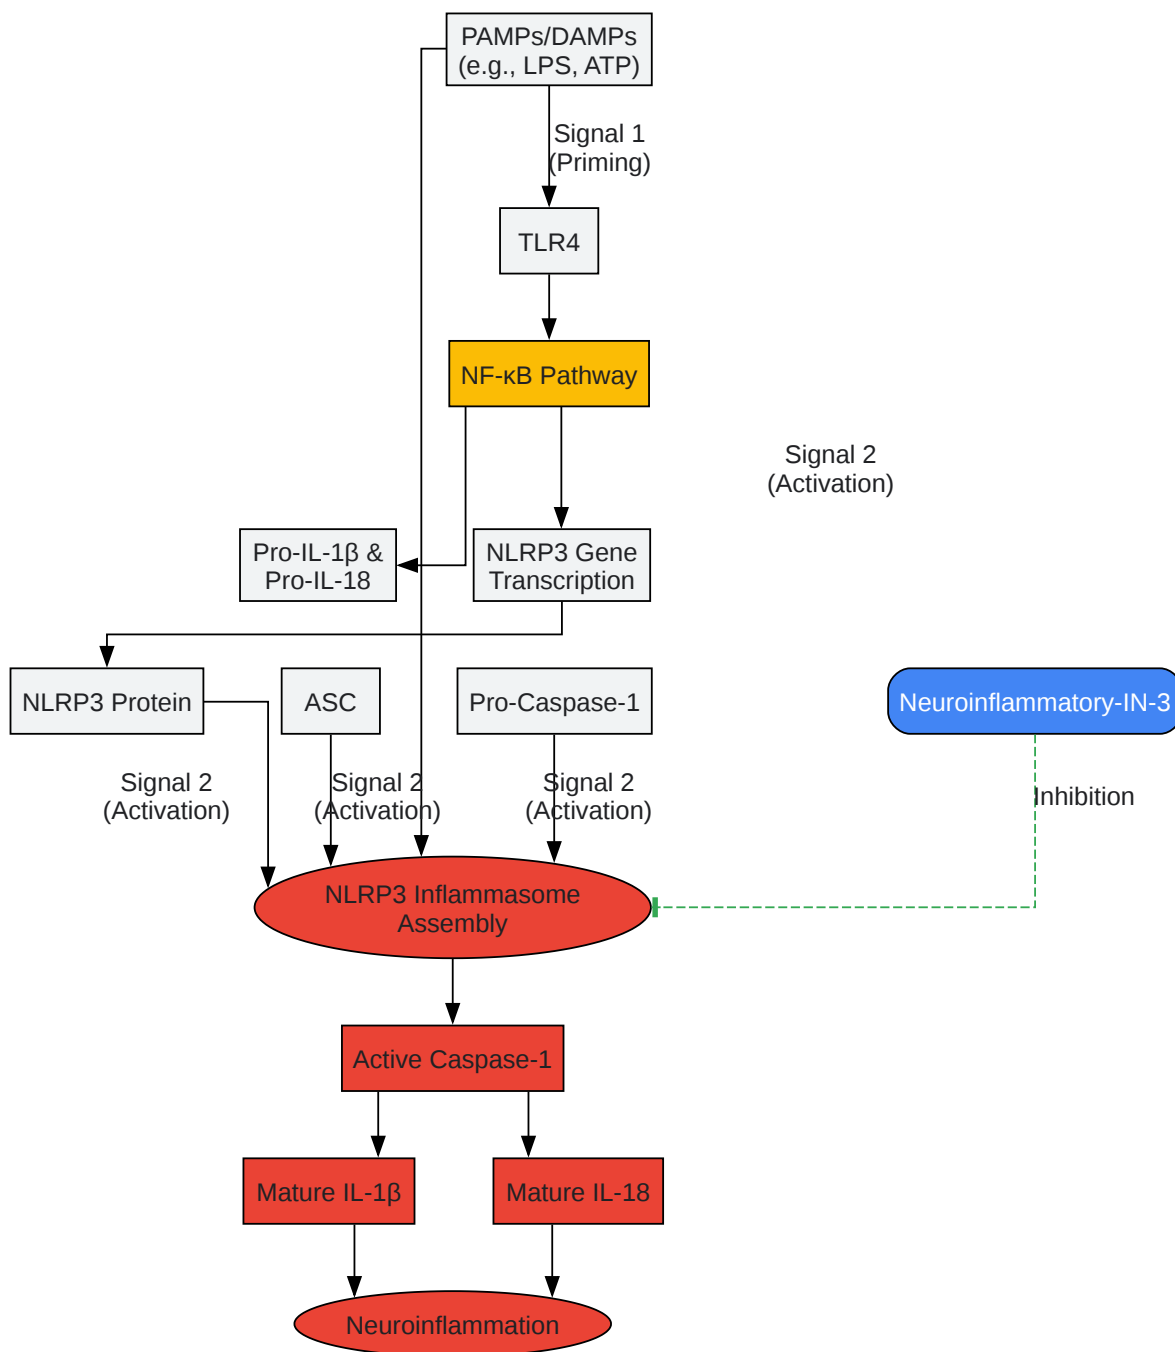 PAMPs/DAMPs
(e.g., LPS, ATP)
Signal 1
(Priming)
TLR4
NF-κB Pathway
Signal 2
(Activation)
Pro-IL-1β &
Pro-IL-18
NLRP3 Gene
Transcription
NLRP3 Protein
ASC
Pro-Caspase-1
Neuroinflammatory-IN-3
Signal 2
(Activation)
Signal 2
(Activation)
Signal 2
(Activation)
Inhibition
NLRP3 Inflammasome
Assembly
Active Caspase-1
Mature IL-1β
Mature IL-18
Neuroinflammation